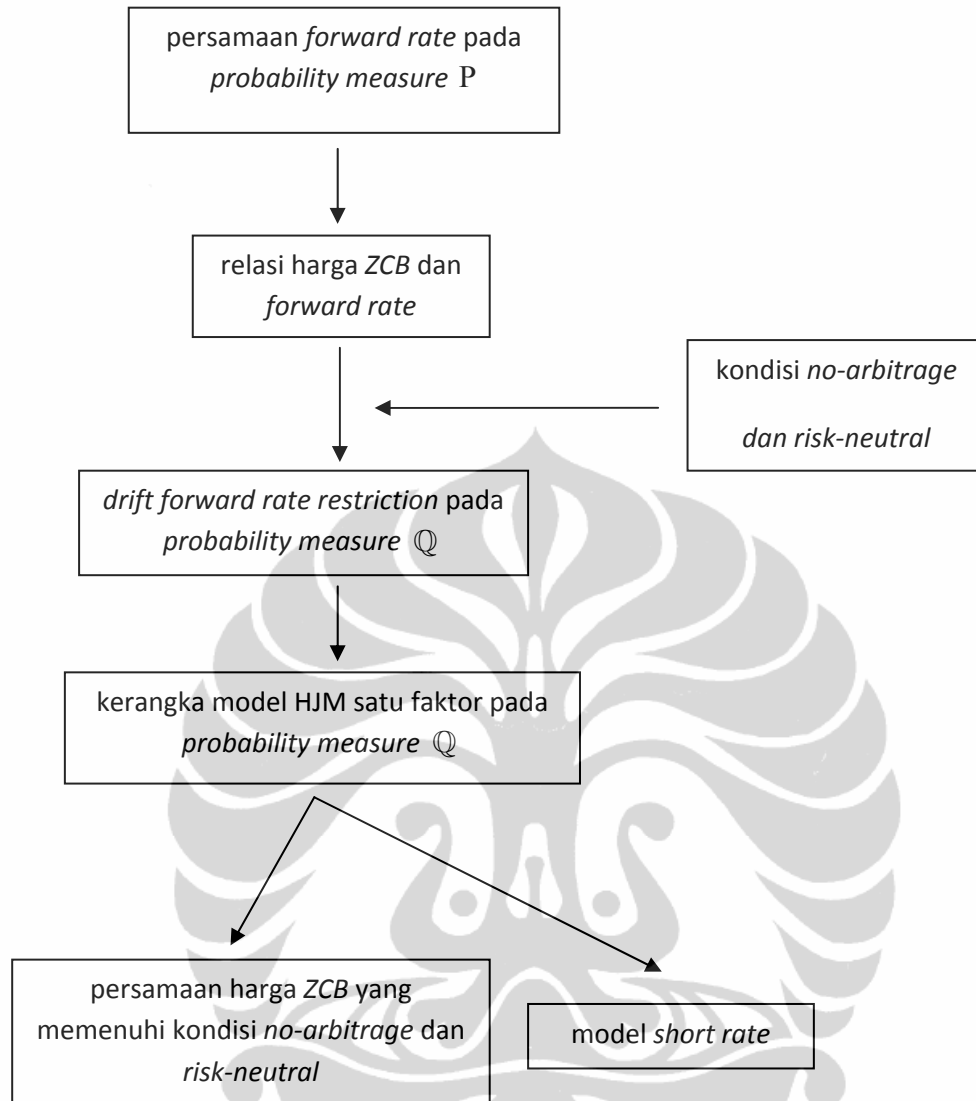 persamaan forward rate pada
probability measure P
relasi harga ZCB dan
forward rate
kondisi no-arbitrage
dan risk-neutral
drift forward rate restriction pada
probability measure ℚ
kerangka model HJM satu faktor pada
probability measure ℚ
persamaan harga ZCB yang
memenuhi kondisi no-arbitrage dan
risk-neutral
model short rate